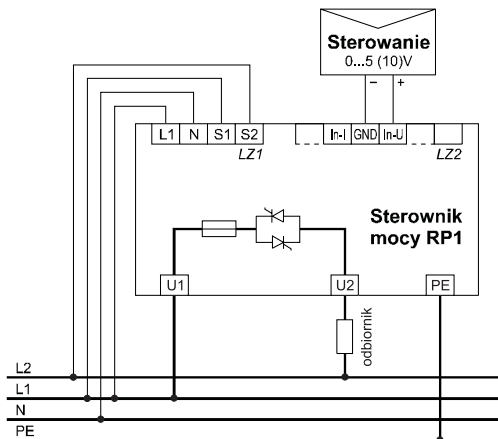 Sterowanie
0...5 (10)V
– +
L1 N S1 S2 In-I GND In-U
LZ1 LZ2
Sterownik
mocy RP1
U1 U2 PE
odbiornik
L2
L1
N
PE